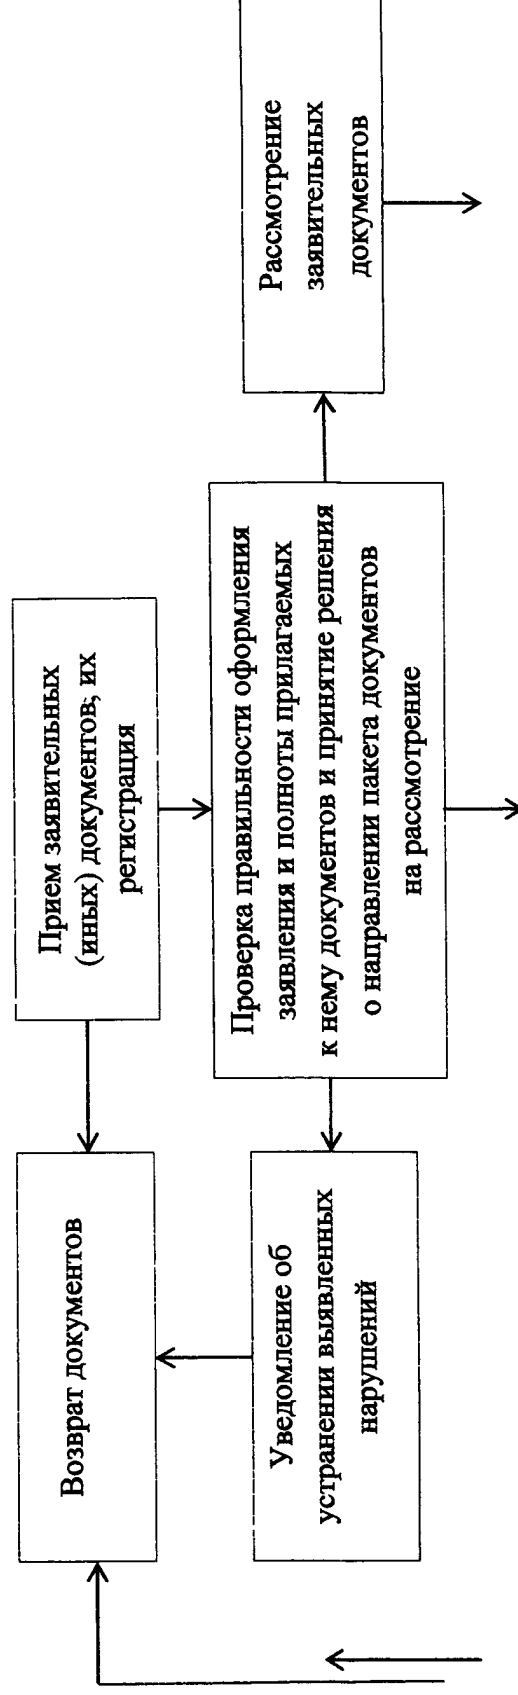 Прием заявительных
(иных) документов, их
регистрация
Возврат документов
Проверка правильности оформления
заявления и полноты прилагаемых
к нему документов и принятие решения
о направлении пакета документов
на рассмотрение
Уведомление об
устранении выявленных
нарушений
Рассмотрение
заявительных
документов